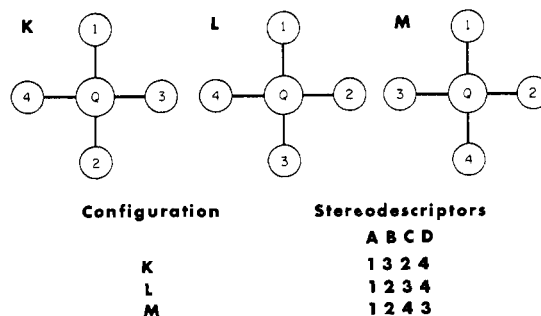 K L M
1 1 1
4 Q 3 4 Q 2 3 Q 2
2 3 4
Configuration Stereodescriptors
A B C D
K 1 3 2 4
L 1 2 3 4
M 1 2 4 3